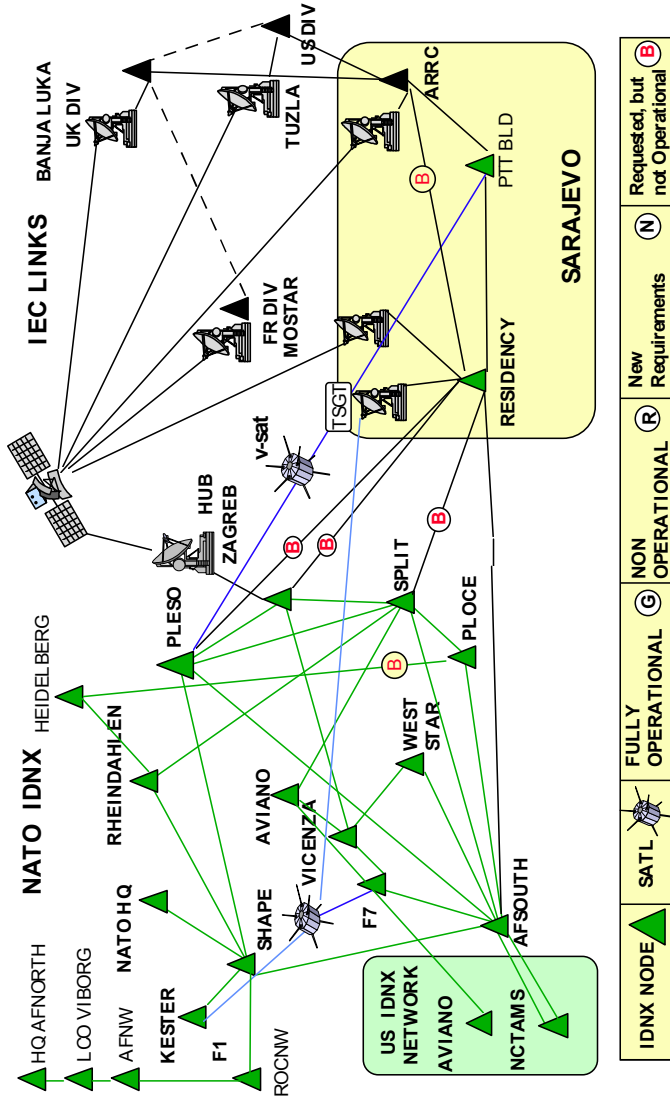 NATO IDNX
IEC LINKS
HQ AFNORTH
LCC VIBORG
AFNW
KESTER
F1
ROCNW
NATO HQ
SHAPE
RHEINDAHLEN
HEIDELBERG
PLESO
HUB
ZAGREB
v-sat
AVIANO
VICENZA
F7
WEST
STAR
SPLIT
PLOCE
AFSOUTH
US IDNX
NETWORK
AVIANO
NCTAMS
BANJA LUKA
UK DIV
US DIV
TUZLA
FR DIV
MOSTAR
ARRC
TSGT
PTT BLD
RESIDENCY
SARAJEVO
B
B
B
B
B
IDNX NODE
SATL
FULLY
OPERATIONAL
G
NON
OPERATIONAL
R
New
Requirements
N
Requested, but
not Operational
B